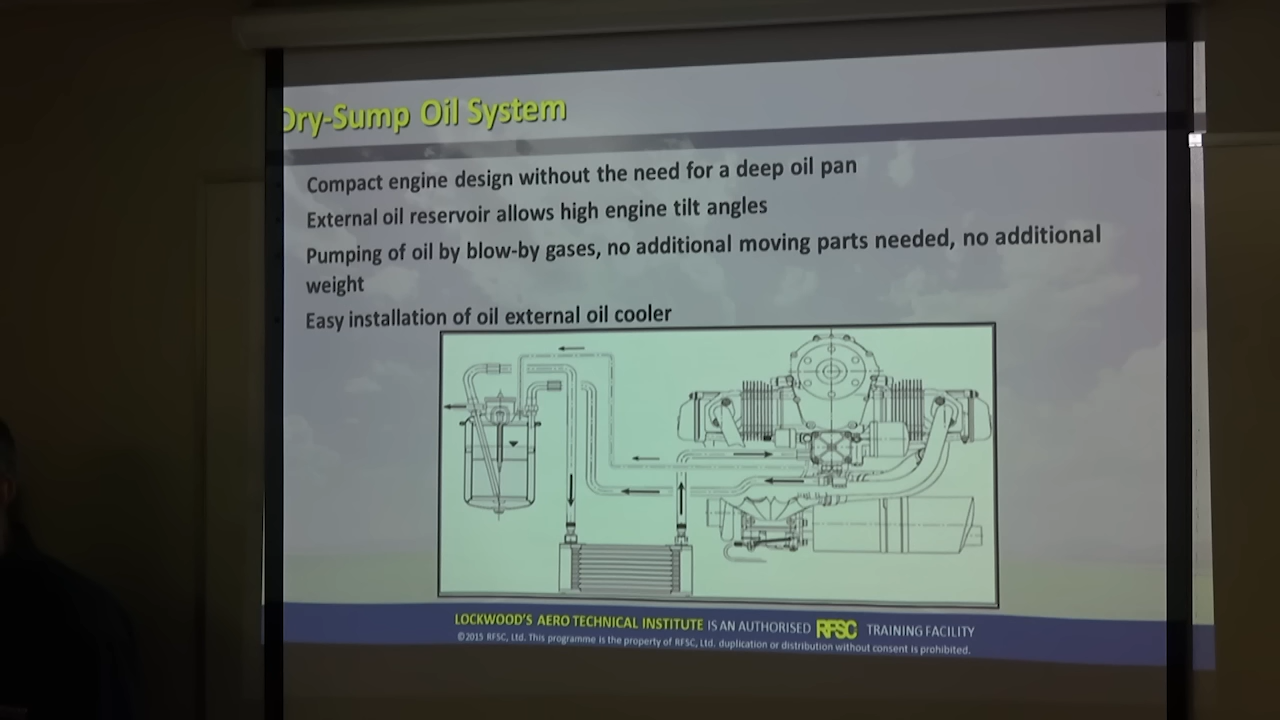 Dry-Sump Oil System
Compact engine design without the need for a deep oil pan
External oil reservoir allows high engine tilt angles
Pumping of oil by blow-by gases, no additional moving parts needed, no additional
weight
Easy installation of oil external oil cooler
LOCKWOOD'S AERO TECHNICAL INSTITUTE IS AN AUTHORISED RFSC TRAINING FACILITY
©2015 RFSC, Ltd. This programme is the property of RFSC, Ltd. duplication or distribution without consent is prohibited.